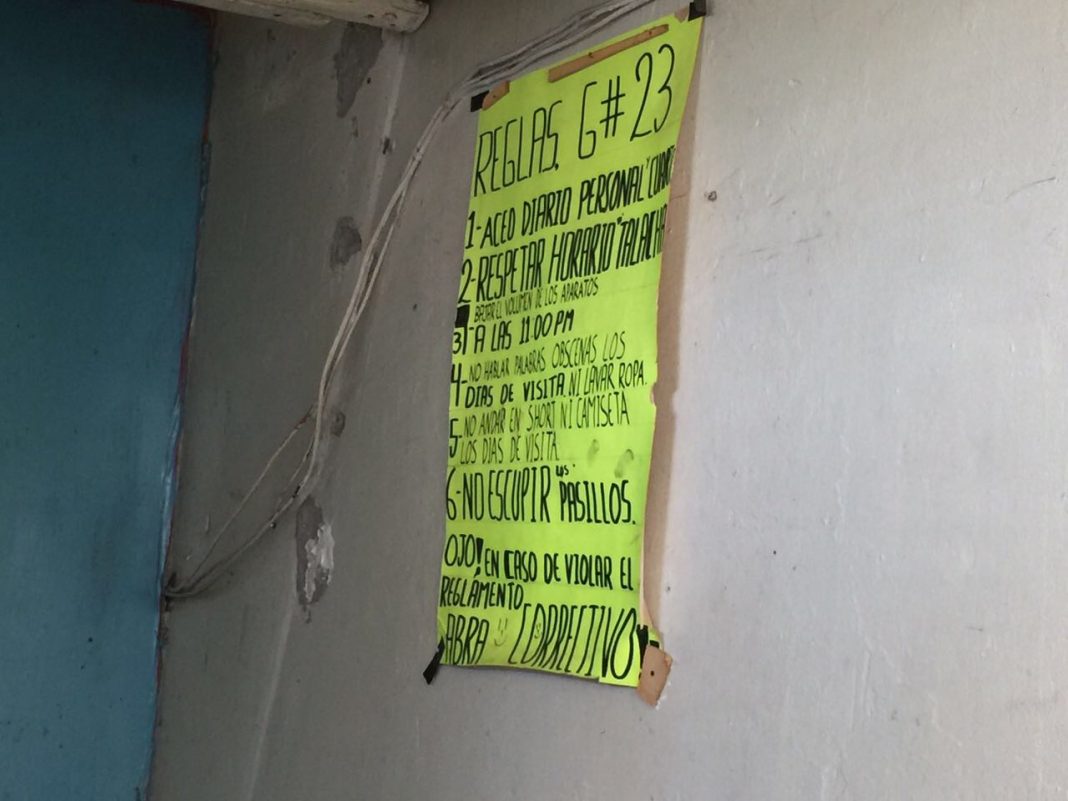 REGLAS. G#23
1-ACEO DIARIO PERSONAL Y
2-RESPETAR HORARIO "TALACHA
BAJAR EL VOLUMEN DE LOS APARATOS
3-A LAS 11:00 PM
4-NO HABLAR PALABRAS OBSCENAS LOS
DIAS DE VISITA NI LAVAR ROPA.
5-NO ANDAR EN SHORT NI CAMISETA
LOS DIAS DE VISITA.
6-NO ESCUPIR LOS PASILLOS.
OJO! EN CASO DE VIOLAR EL
REGLAMENTO
ABRA CORRECTIVO